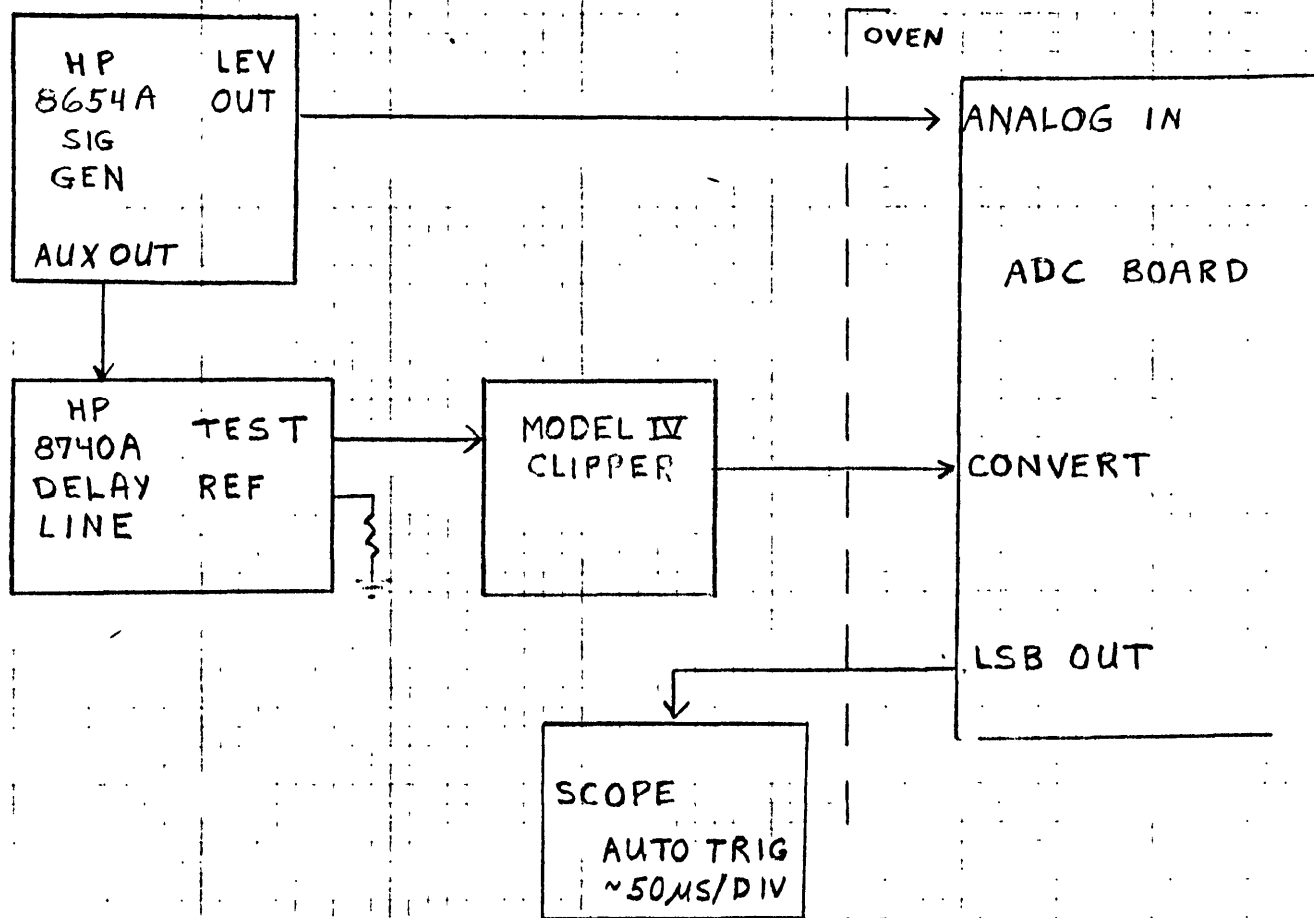 HP
8654A
SIG
GEN
LEV
OUT
AUX OUT
OVEN
ANALOG IN
ADC BOARD
HP
8740A
DELAY
LINE
TEST
REF
MODEL IV
CLIPPER
CONVERT
LSB OUT
SCOPE
AUTO TRIG
~50µS/DIV